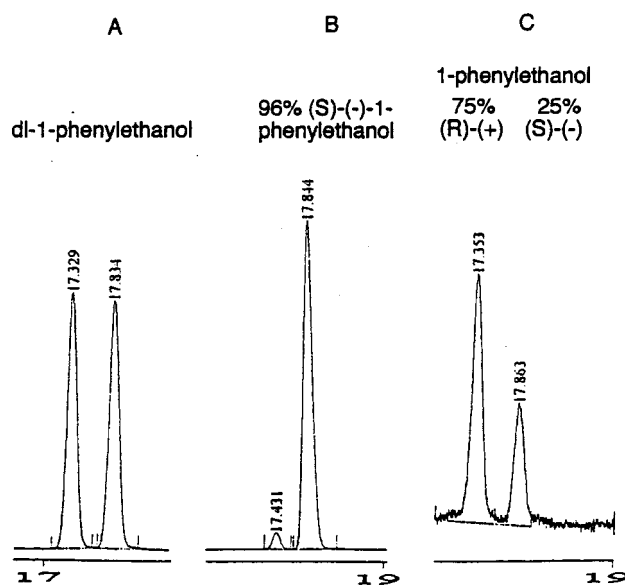 A
B
C
dl-1-phenylethanol
96% (S)-(-)-1-
phenylethanol
1-phenylethanol
75% 25%
(R)-(+) (S)-(-)
17.329
17.834
17.431
17.844
17.353
17.863
17
19
19